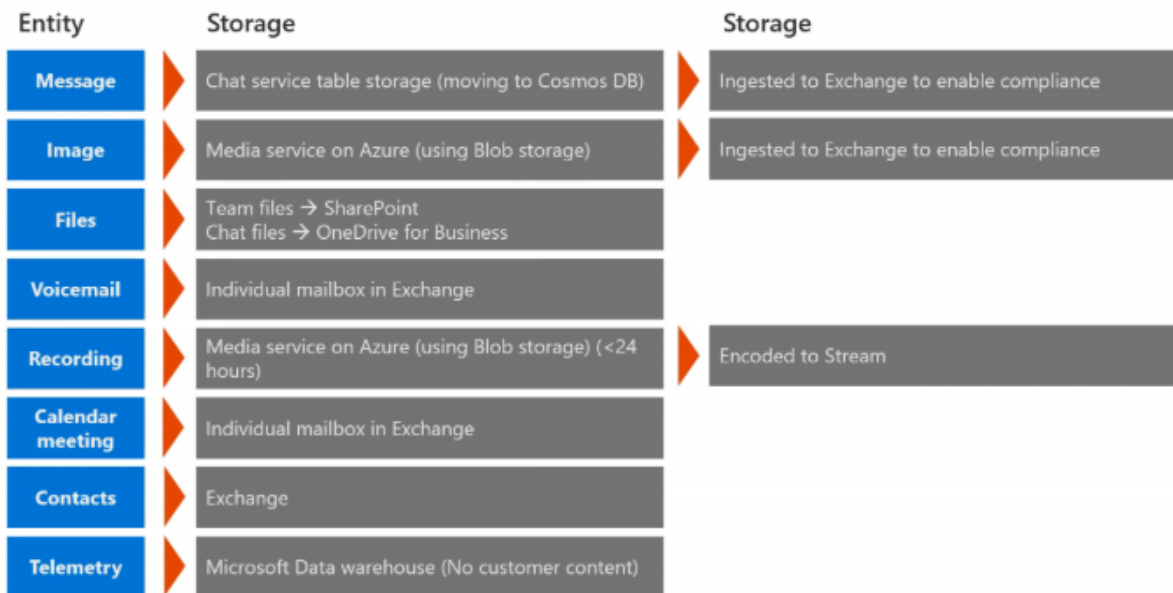 Entity Storage Storage
Message Chat service table storage (moving to Cosmos DB) Ingested to Exchange to enable compliance
Image Media service on Azure (using Blob storage) Ingested to Exchange to enable compliance
Files Team files → SharePoint
Chat files → OneDrive for Business
Voicemail Individual mailbox in Exchange
Recording Media service on Azure (using Blob storage) (<24
hours) Encoded to Stream
Calendar
meeting Individual mailbox in Exchange
Contacts Exchange
Telemetry Microsoft Data warehouse (No customer content)